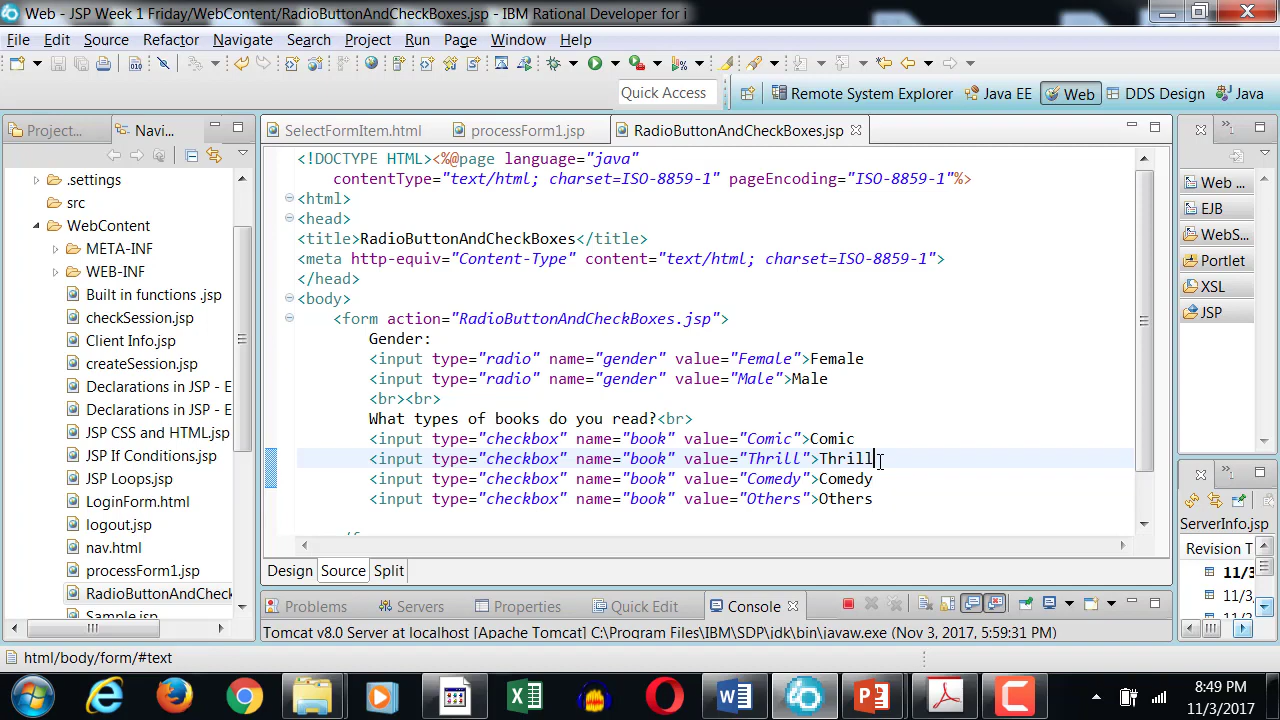 Web - JSP Week 1 Friday/WebContent/RadioButtonAndCheckBoxes.jsp - IBM Rational Developer for i
File Edit Source Refactor Navigate Search Project Run Page Window Help
Quick Access Remote System Explorer Java EE Web DDS Design Java
Project... Navi...
SelectFormItem.html processForm1.jsp RadioButtonAndCheckBoxes.jsp
.settings
src
WebContent
META-INF
WEB-INF
Built in functions .jsp
checkSession.jsp
Client Info.jsp
createSession.jsp
Declarations in JSP - E
Declarations in JSP - E
JSP CSS and HTML.jsp
JSP If Conditions.jsp
JSP Loops.jsp
LoginForm.html
logout.jsp
nav.html
processForm1.jsp
RadioButtonAndCheck
Sample.jsp
<!DOCTYPE HTML><%@page language="java"
contentType="text/html; charset=ISO-8859-1" pageEncoding="ISO-8859-1"%>
<html>
<head>
<title>RadioButtonAndCheckBoxes</title>
<meta http-equiv="Content-Type" content="text/html; charset=ISO-8859-1">
</head>
<body>
<form action="RadioButtonAndCheckBoxes.jsp">
Gender:
<input type="radio" name="gender" value="Female">Female
<input type="radio" name="gender" value="Male">Male
<br><br>
What types of books do you read?<br>
<input type="checkbox" name="book" value="Comic">Comic
<input type="checkbox" name="book" value="Thrill">Thrill
<input type="checkbox" name="book" value="Comedy">Comedy
<input type="checkbox" name="book" value="Others">Others
Design Source Split
Web ...
EJB
WebS...
Portlet
XSL
JSP
ServerInfo.jsp
Revision T
11/3
11/3,
11/2,
Problems Servers Properties Quick Edit Console
Tomcat v8.0 Server at localhost [Apache Tomcat] C:\Program Files\IBM\SDP\jdk\bin\javaw.exe (Nov 3, 2017, 5:59:31 PM)
html/body/form/#text
8:49 PM
11/3/2017